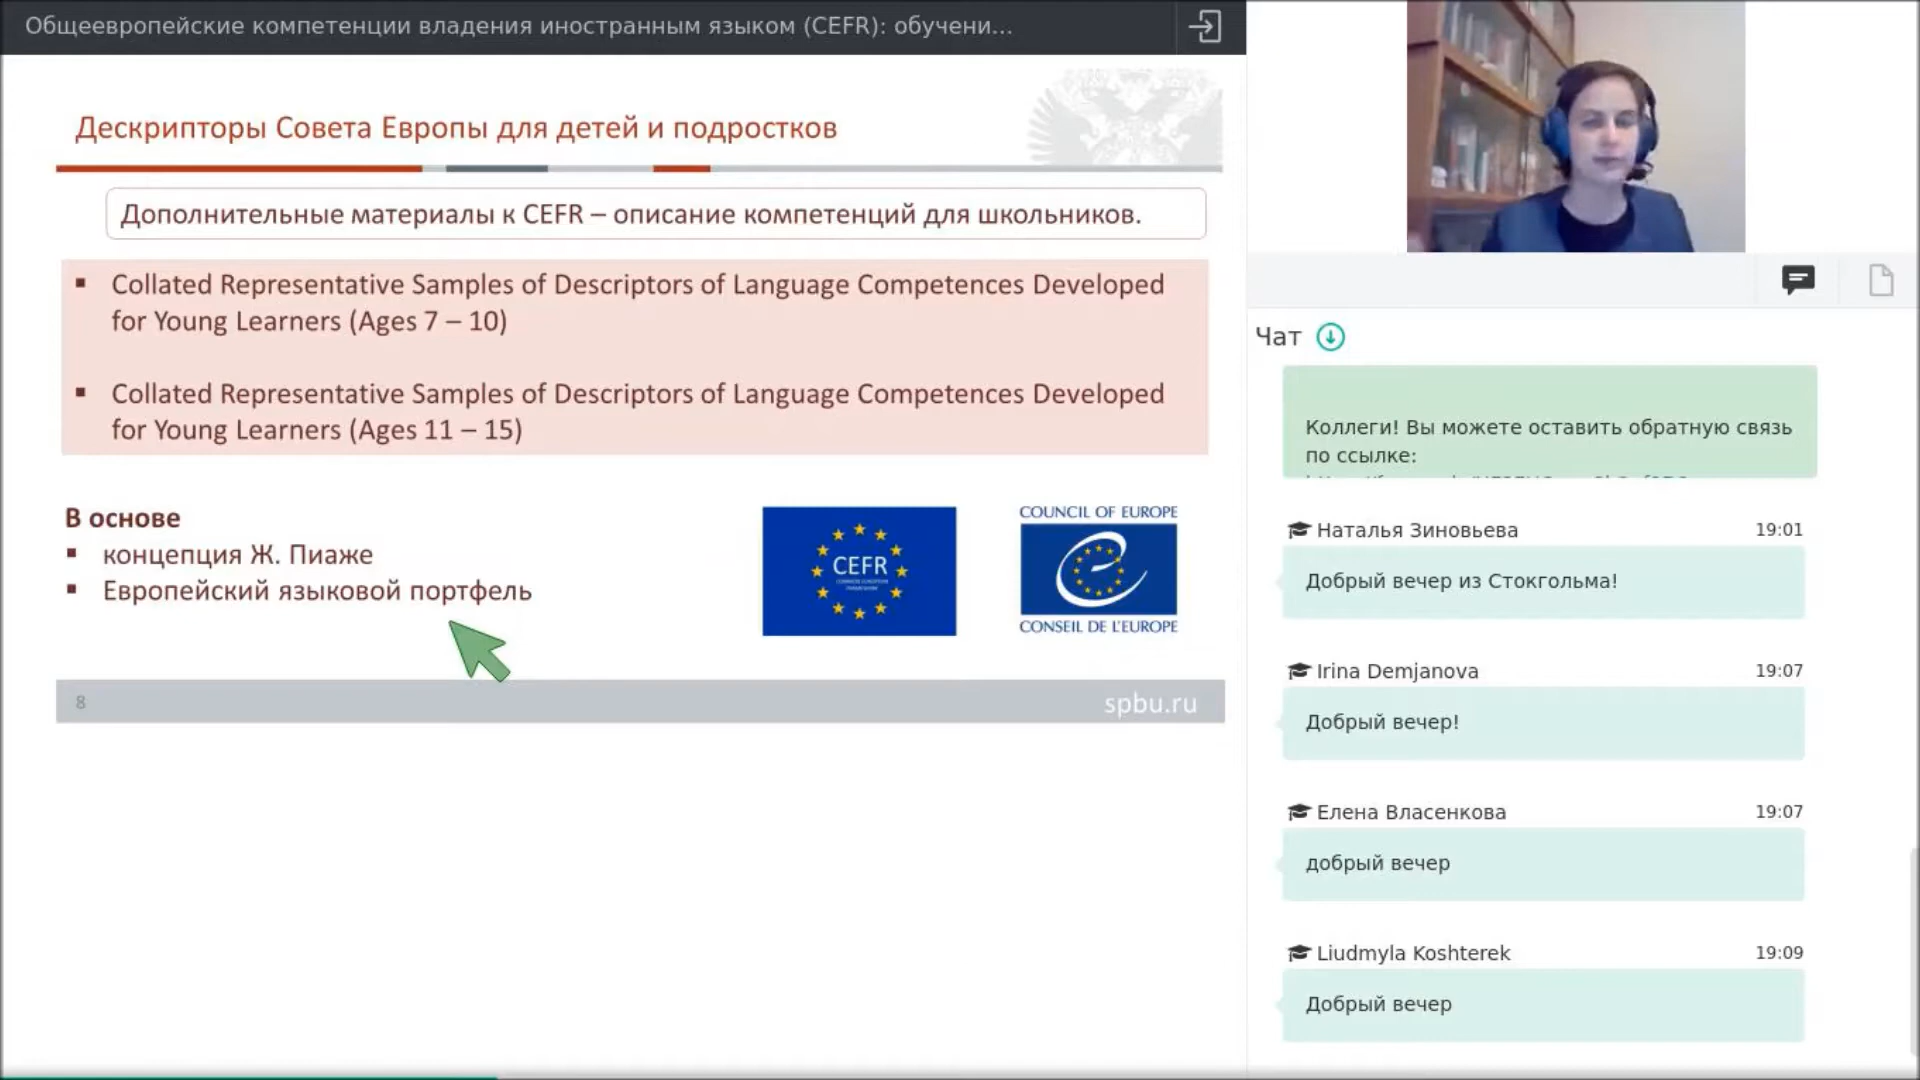 Общеевропейские компетенции владения иностранным языком (CEFR): обучени...
Дескрипторы Совета Европы для детей и подростков
Дополнительные материалы к CEFR – описание компетенций для школьников.
Collated Representative Samples of Descriptors of Language Competences Developed
for Young Learners (Ages 7 – 10)
Collated Representative Samples of Descriptors of Language Competences Developed
for Young Learners (Ages 11 – 15)
В основе
концепция Ж. Пиаже
Европейский языковой портфель
CEFR
COUNCIL OF EUROPE
CONSEIL DE L'EUROPE
8
spbu.ru
Чат
Коллеги! Вы можете оставить обратную связь
по ссылке:
Наталья Зиновьева 19:01
Добрый вечер из Стокгольма!
Irina Demjanova 19:07
Добрый вечер!
Елена Власенкова 19:07
добрый вечер
Liudmyla Koshterek 19:09
Добрый вечер